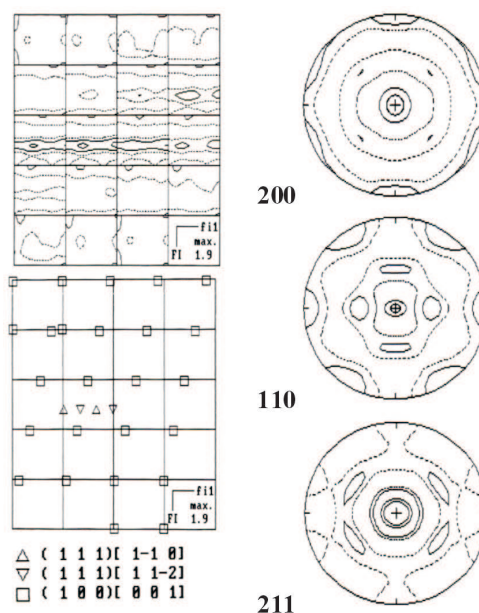 fi1
max.
FI 1.9
200
fi1
max.
FI 1.9
110
△ ( 1 1 1)[ 1-1 0]
▽ ( 1 1 1)[ 1 1-2]
□ ( 1 0 0)[ 0 0 1]
211